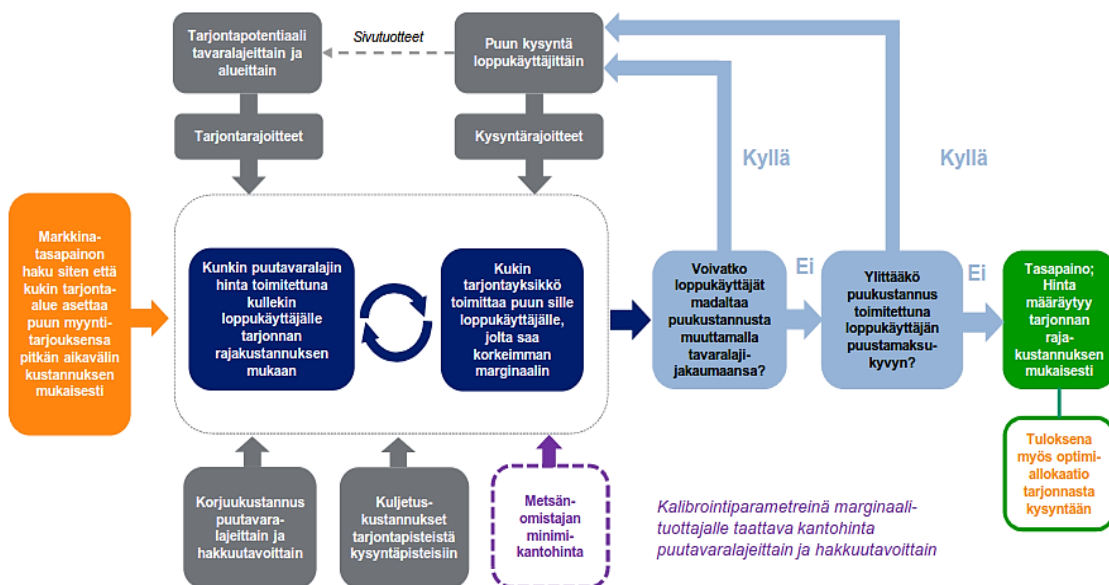 Tarjontapotentiaali
tavaralajeittain ja
alueittain
Sivutuotteet
Puun kysyntä
loppukäyttäjittäin
Tarjontarajoitteet
Kysyntärajoitteet
Kyllä
Kyllä
Markkina-
tasapainon
haku siten että
kukin tarjonta-
alue asettaa
puun myynti-
tarjouksensa
pitkän aikavälin
kustannuksen
mukaisesti
Kunkin puutavaralajin
hinta toimitettuna
kullekin
loppukäyttäjälle
tarjonnan
rajakustannuksen
mukaan
Kukin
tarjontayksikkö
toimittaa puun sille
loppukäyttäjälle,
jolta saa
korkeimman
marginaalin
Voivatko
loppukäyttäjät
madaltaa
puukustannusta
muuttamalla
tavaralaji-
jakaumaansa?
Ei
Ylittääkö
puukustannus
toimitettuna
loppukäyttäjän
puustamaksu-
kyvyn?
Ei
Tasapaino;
Hinta
määräytyy
tarjonnan
raja-
kustannuksen
mukaisesti
Korjuukustannus
puutavara-
lajeittain ja
hakkuutavoittain
Kuljetus-
kustannukset
tarjontapisteistä
kysyntäpisteisiin
Metsän-
omistajan
minimi-
kantohinta
Kalibrointiparametreinä marginaali-
tuottajalle taattava kantohinta
puutavaralajeittain ja hakkuutavoittain
Tuloksena
myös optimi-
allokaatio
tarjonnasta
kysyntään